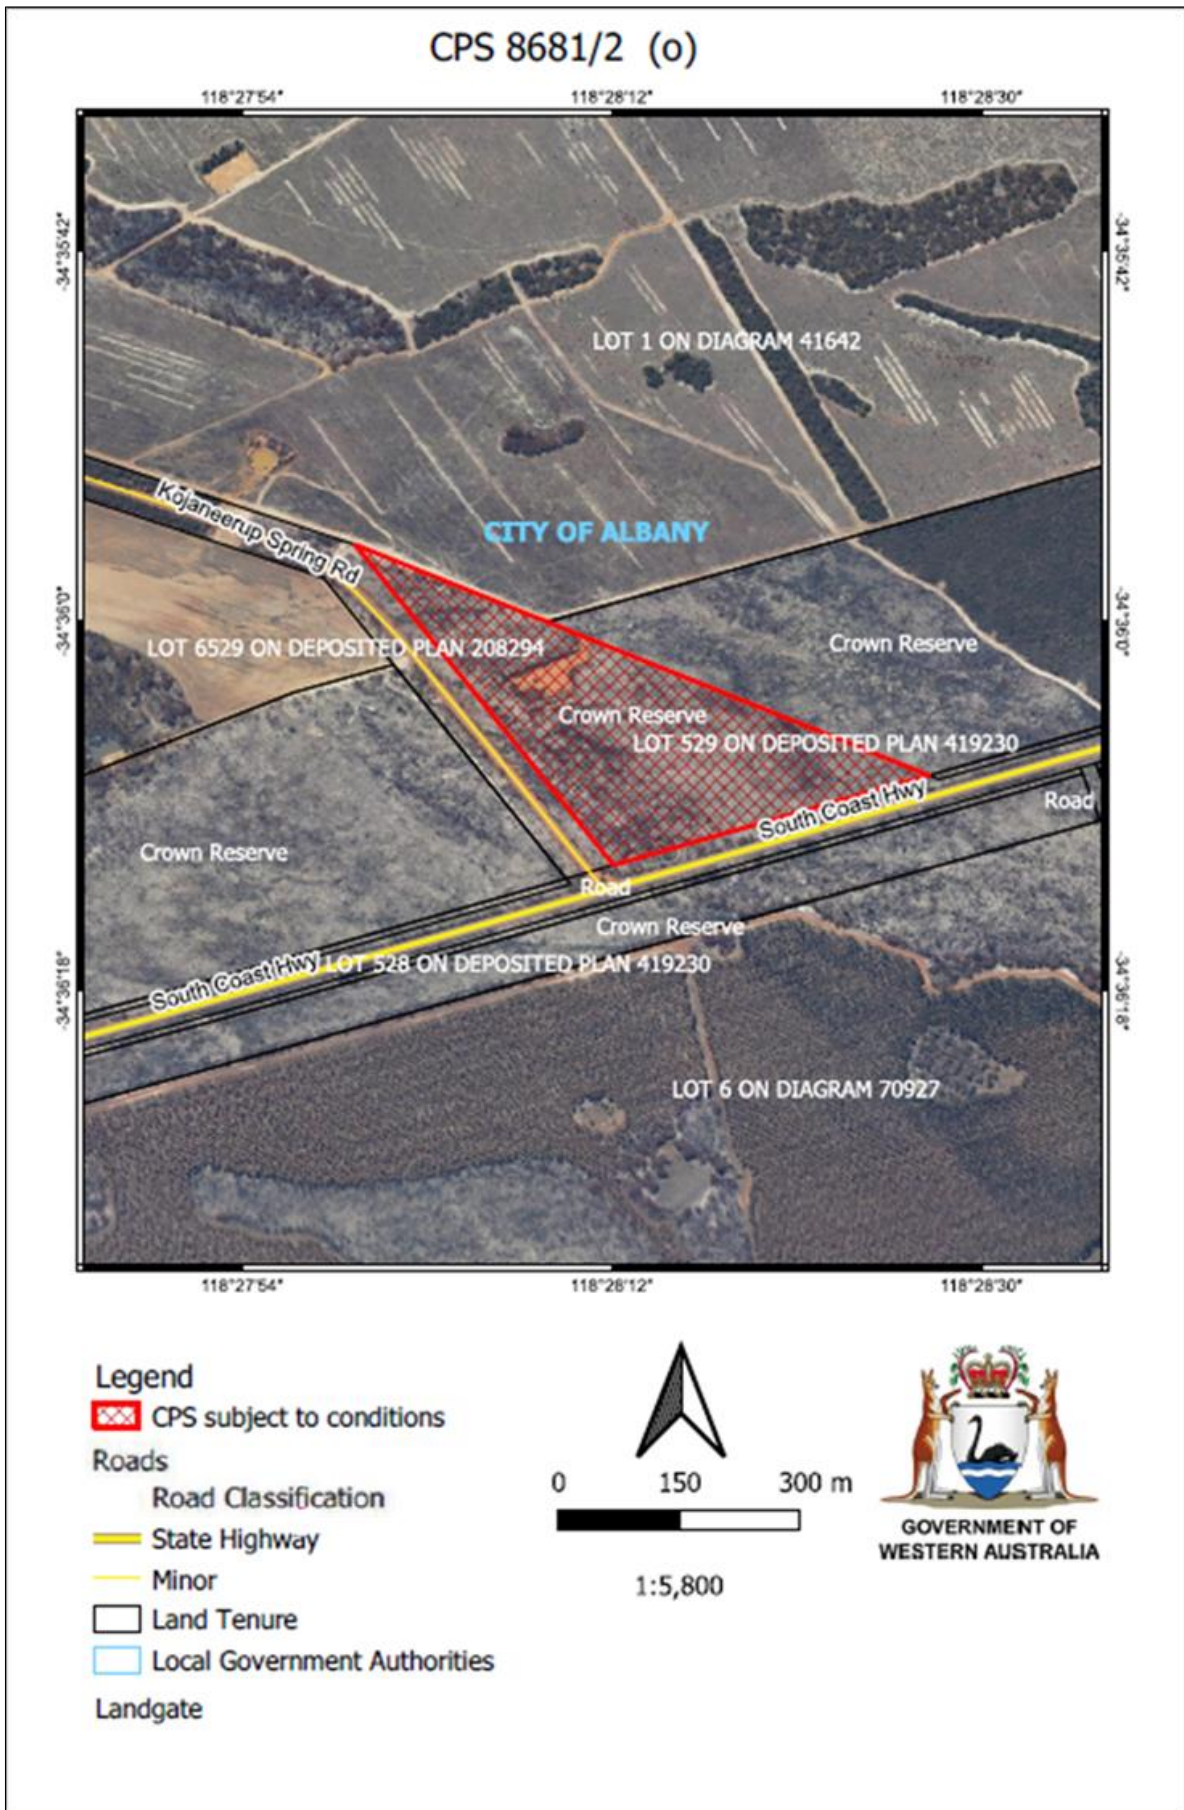 CPS 8681/2 (o)
118°27'54"
118°28'12"
118°28'30"
-34°35'42"
-34°35'42"
LOT 1 ON DIAGRAM 41642
Kojaneerup Spring Rd
CITY OF ALBANY
-34°36'0"
-34°36'0"
LOT 6529 ON DEPOSITED PLAN 208294
Crown Reserve
Crown Reserve
LOT 529 ON DEPOSITED PLAN 419230
South Coast Hwy
Road
Crown Reserve
Road
Crown Reserve
South Coast Hwy
LOT 528 ON DEPOSITED PLAN 419230
-34°36'18"
-34°36'18"
LOT 6 ON DIAGRAM 70927
118°27'54"
118°28'12"
118°28'30"
Legend
CPS subject to conditions
Roads
Road Classification
State Highway
Minor
Land Tenure
Local Government Authorities
Landgate
0 150 300 m
1:5,800
GOVERNMENT OF
WESTERN AUSTRALIA